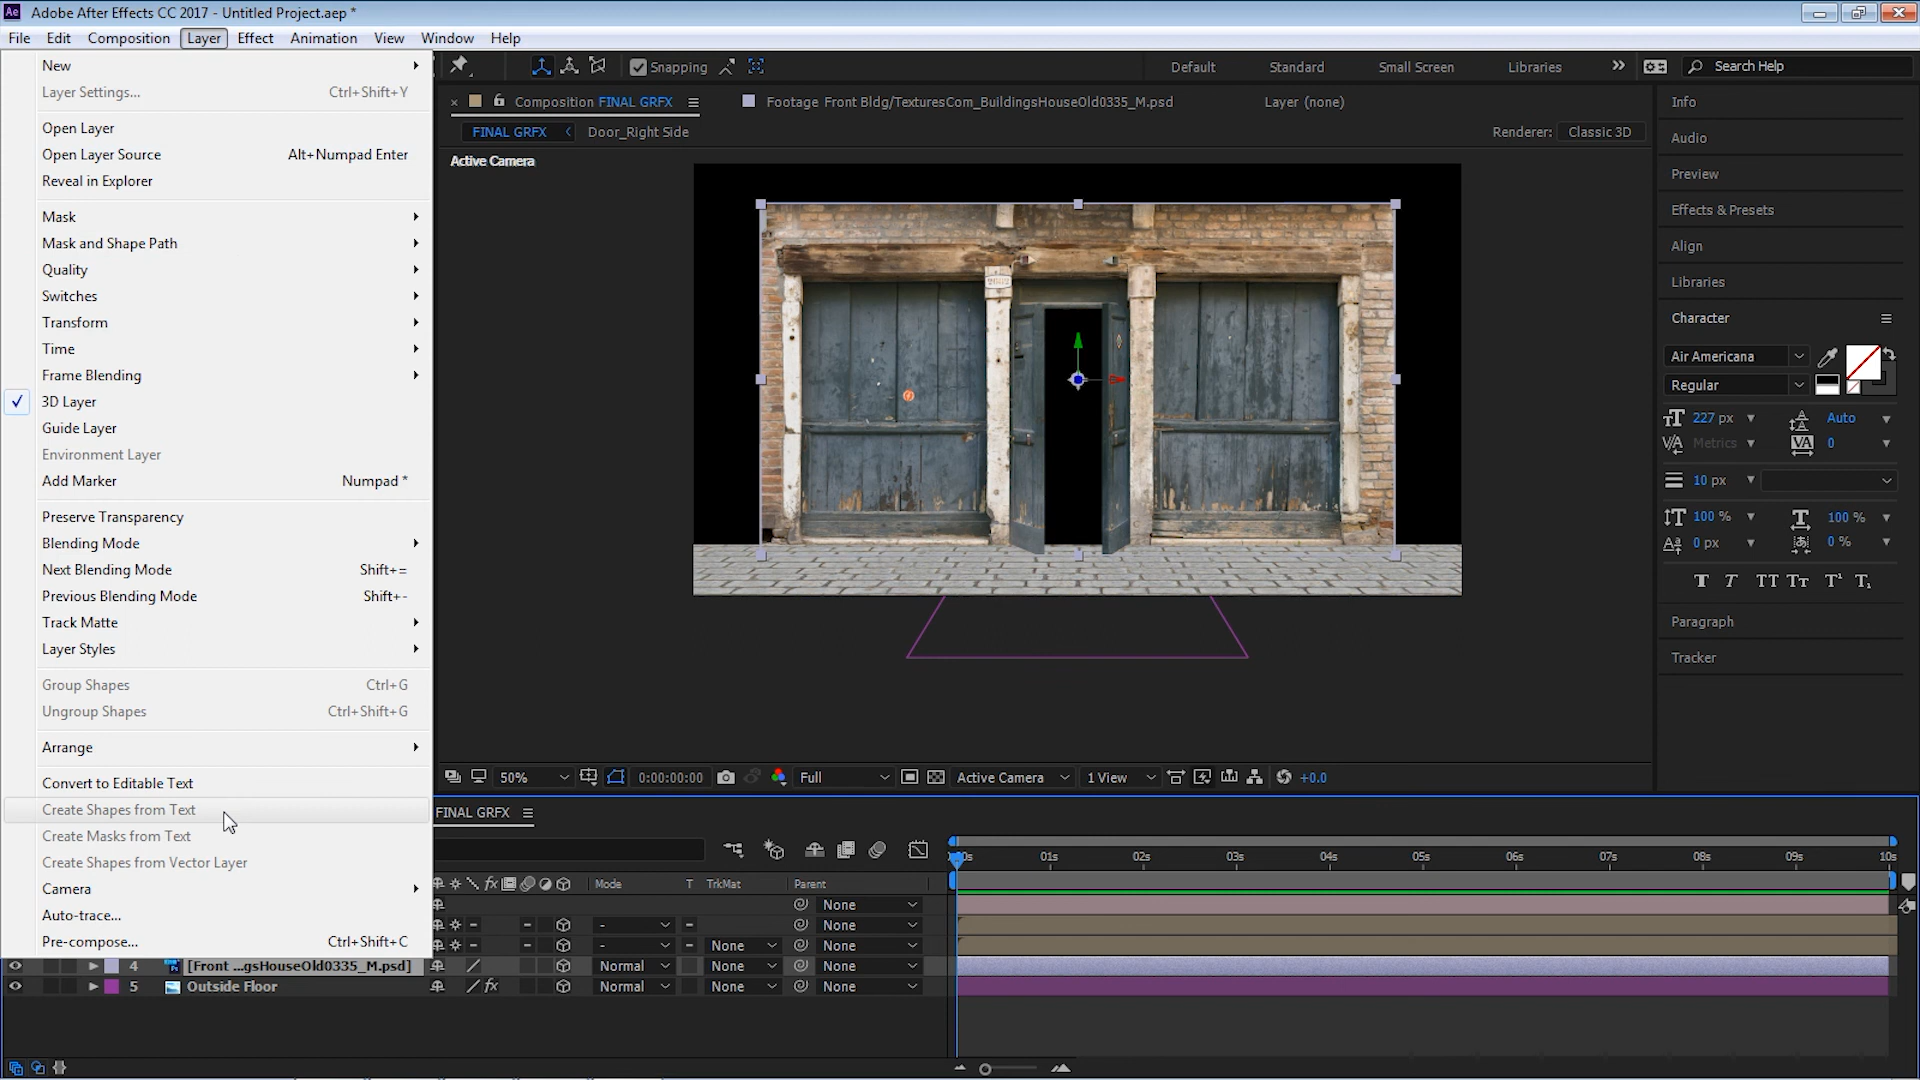 Ae Adobe After Effects CC 2017 - Untitled Project.aep *
File Edit Composition Layer Effect Animation View Window Help
New
Layer Settings... Ctrl+Shift+Y
Open Layer
Open Layer Source Alt+Numpad Enter
Reveal in Explorer
Mask
Mask and Shape Path
Quality
Switches
Transform
Time
Frame Blending
3D Layer
Guide Layer
Environment Layer
Add Marker Numpad *
Preserve Transparency
Blending Mode
Next Blending Mode Shift+=
Previous Blending Mode Shift+-
Track Matte
Layer Styles
Group Shapes Ctrl+G
Ungroup Shapes Ctrl+Shift+G
Arrange
Convert to Editable Text
Create Shapes from Text
Create Masks from Text
Create Shapes from Vector Layer
Camera
Auto-trace...
Pre-compose... Ctrl+Shift+C
Snapping Default Standard Small Screen Libraries Search Help
Composition FINAL GRFX Footage Front Bldg/TexturesCom_BuildingsHouseOld0335_M.psd Layer (none)
FINAL GRFX Door_Right Side Renderer: Classic 3D
Active Camera
50% 0:00:00:00 Full Active Camera 1 View +0.0
Info
Audio
Preview
Effects & Presets
Align
Libraries
Character
Air Americana
Regular
227 px Auto
Metrics 0
10 px
100 % 100 %
0 px 0 %
T T TT Tr T¹ T₁
Paragraph
Tracker
FINAL GRFX
01s 02s 03s 04s 05s 06s 07s 08s 09s 10s
fx Mode T TrkMat Parent
None
- None
- None None
4 [Front ...gsHouseOld0335_M.psd] Normal None None
5 Outside Floor fx Normal None None